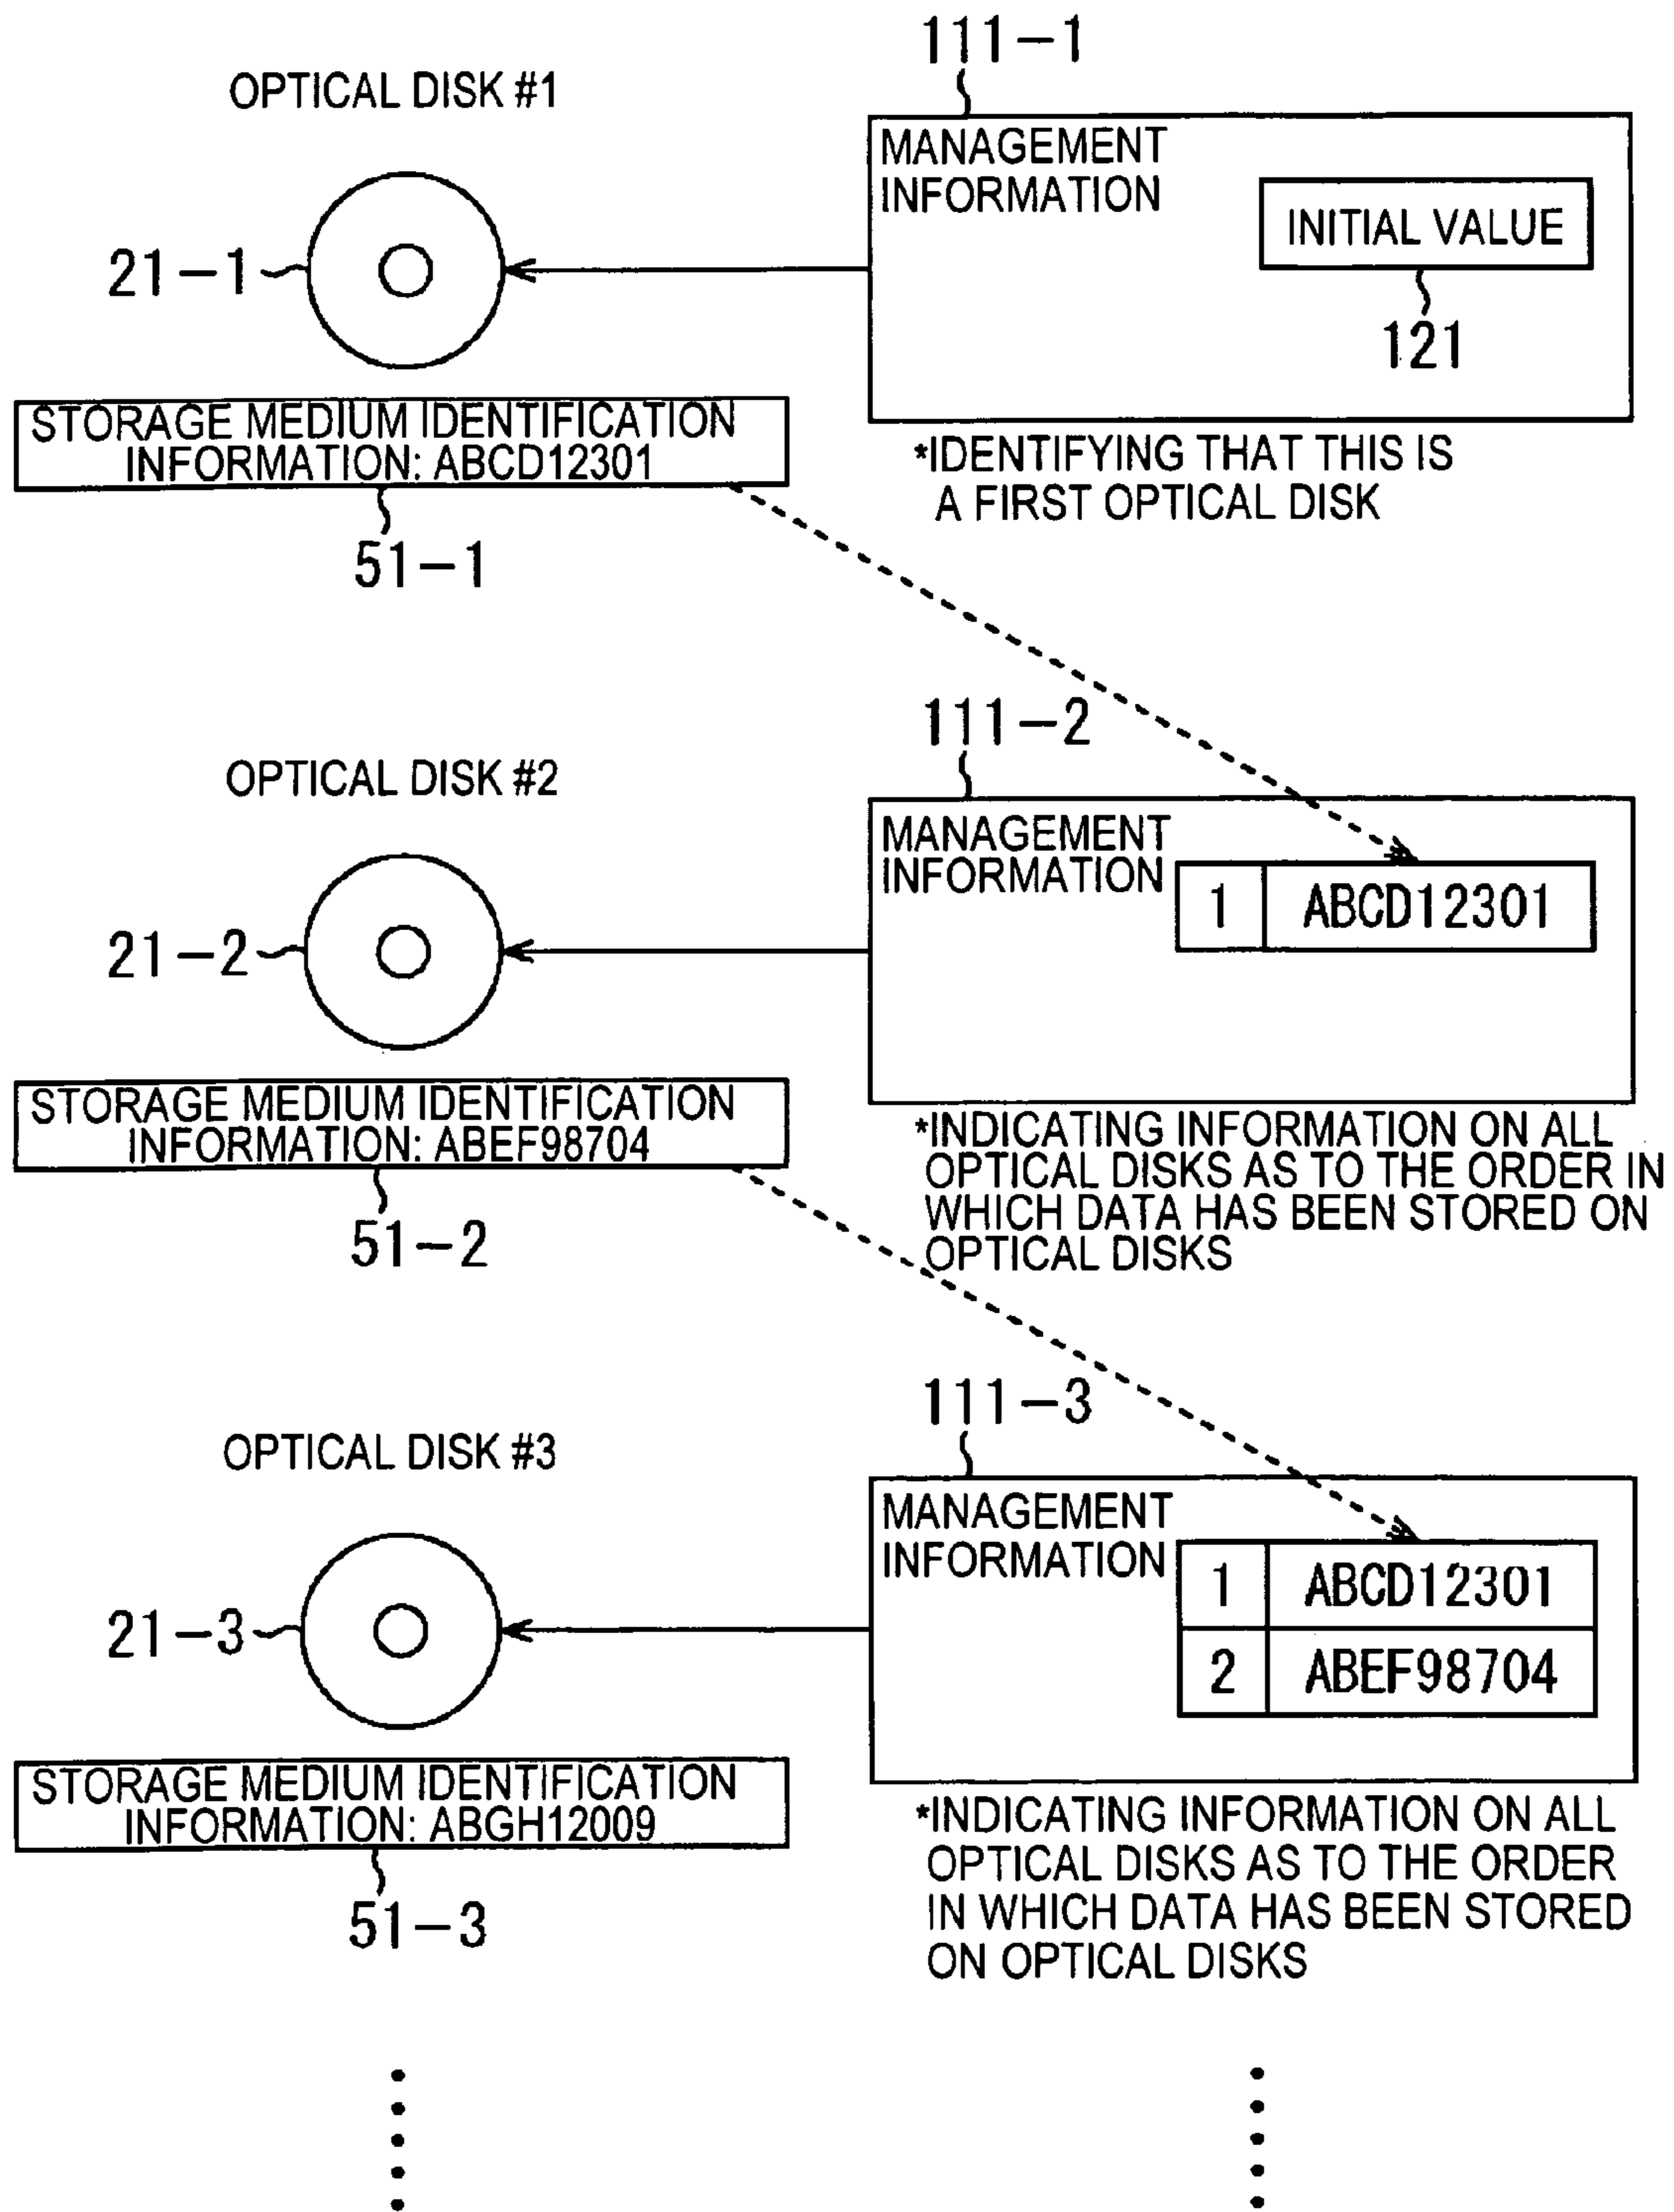 111-1
OPTICAL DISK #1
MANAGEMENT
INFORMATION
INITIAL VALUE
21-1
121
STORAGE MEDIUM IDENTIFICATION
INFORMATION: ABCD12301
*IDENTIFYING THAT THIS IS
A FIRST OPTICAL DISK
51-1
111-2
OPTICAL DISK #2
MANAGEMENT
INFORMATION
1 ABCD12301
21-2
STORAGE MEDIUM IDENTIFICATION
INFORMATION: ABEF98704
*INDICATING INFORMATION ON ALL
OPTICAL DISKS AS TO THE ORDER IN
WHICH DATA HAS BEEN STORED ON
OPTICAL DISKS
51-2
111-3
OPTICAL DISK #3
MANAGEMENT
INFORMATION
1 ABCD12301
2 ABEF98704
21-3
STORAGE MEDIUM IDENTIFICATION
INFORMATION: ABGH12009
*INDICATING INFORMATION ON ALL
OPTICAL DISKS AS TO THE ORDER
IN WHICH DATA HAS BEEN STORED
ON OPTICAL DISKS
51-3